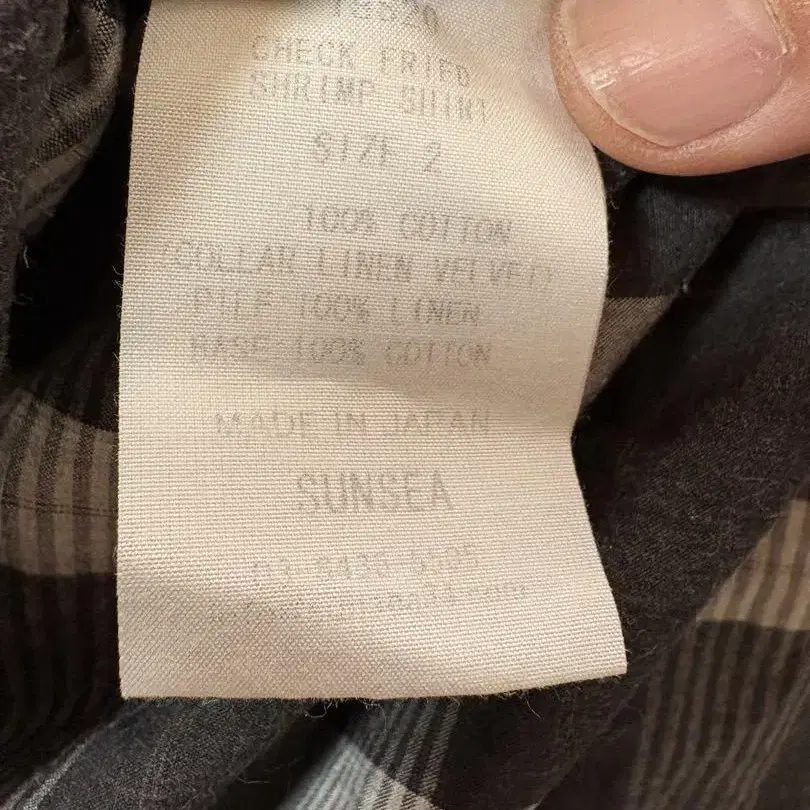 CHECK FRIED
SHRIMP SHIRT
SIZE 2
100% COTTON
COLLAR LINEN VELVET
PILE 100% LINEN
BASE 100% COTTON
MADE IN JAPAN
SUNSEA